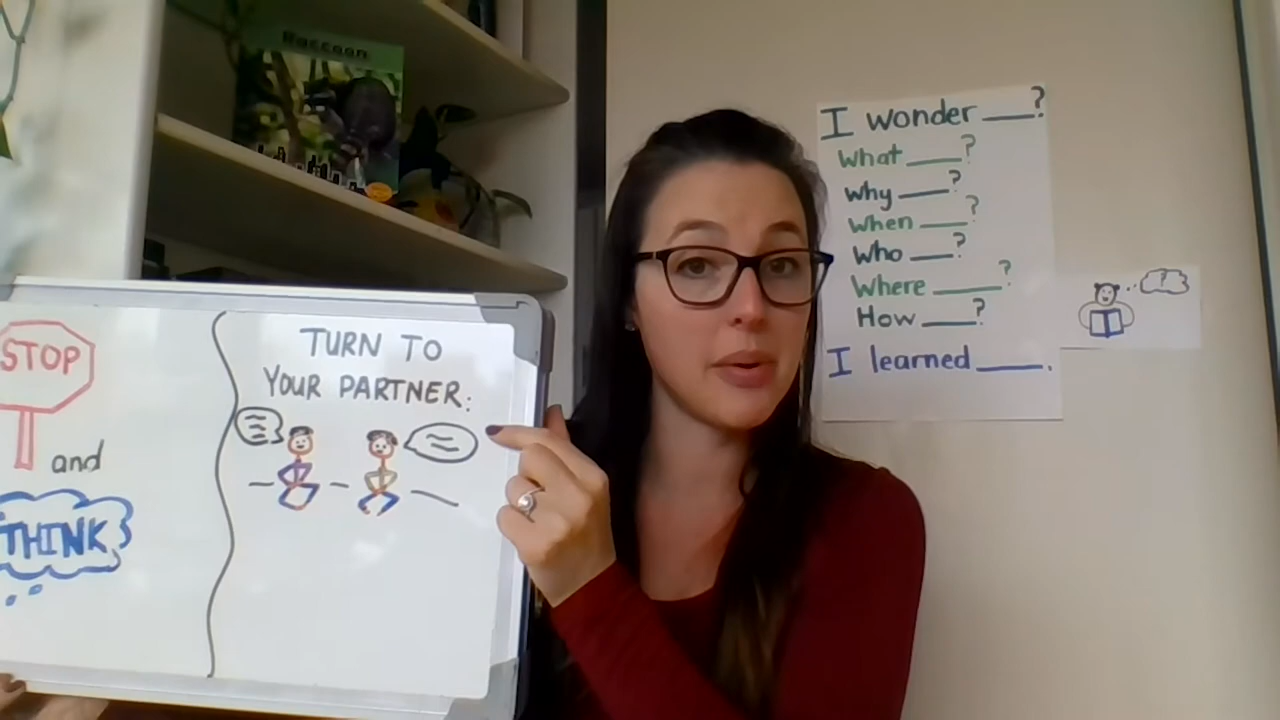 Raccoon
STOP
and
THINK
TURN TO
YOUR PARTNER:
I wonder ___?
What ___?
Why ___?
When ___?
Who ___?
Where ___?
How ___?
I learned ___.
?